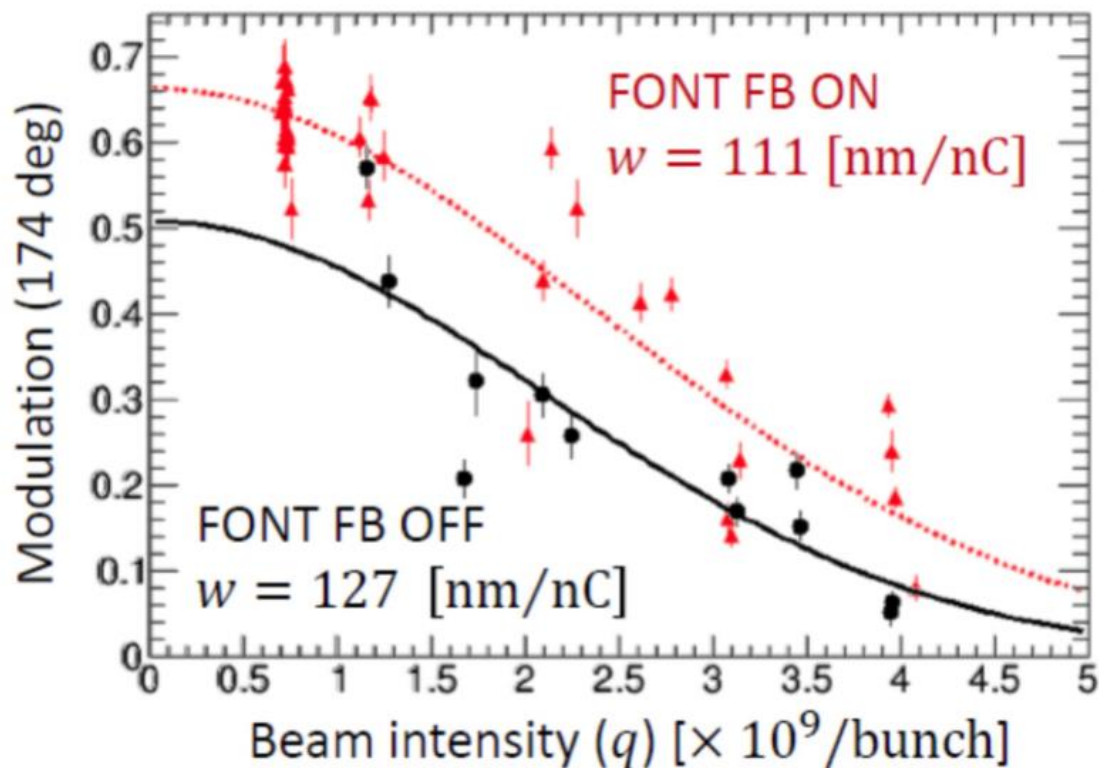 0.7
0.6
0.5
0.4
0.3
0.2
0.1
0
Modulation (174 deg)
FONT FB ON
w = 111 [nm/nC]
FONT FB OFF
w = 127 [nm/nC]
0 0.5 1 1.5 2 2.5 3 3.5 4 4.5 5
Beam intensity (q) [× 10⁹/bunch]